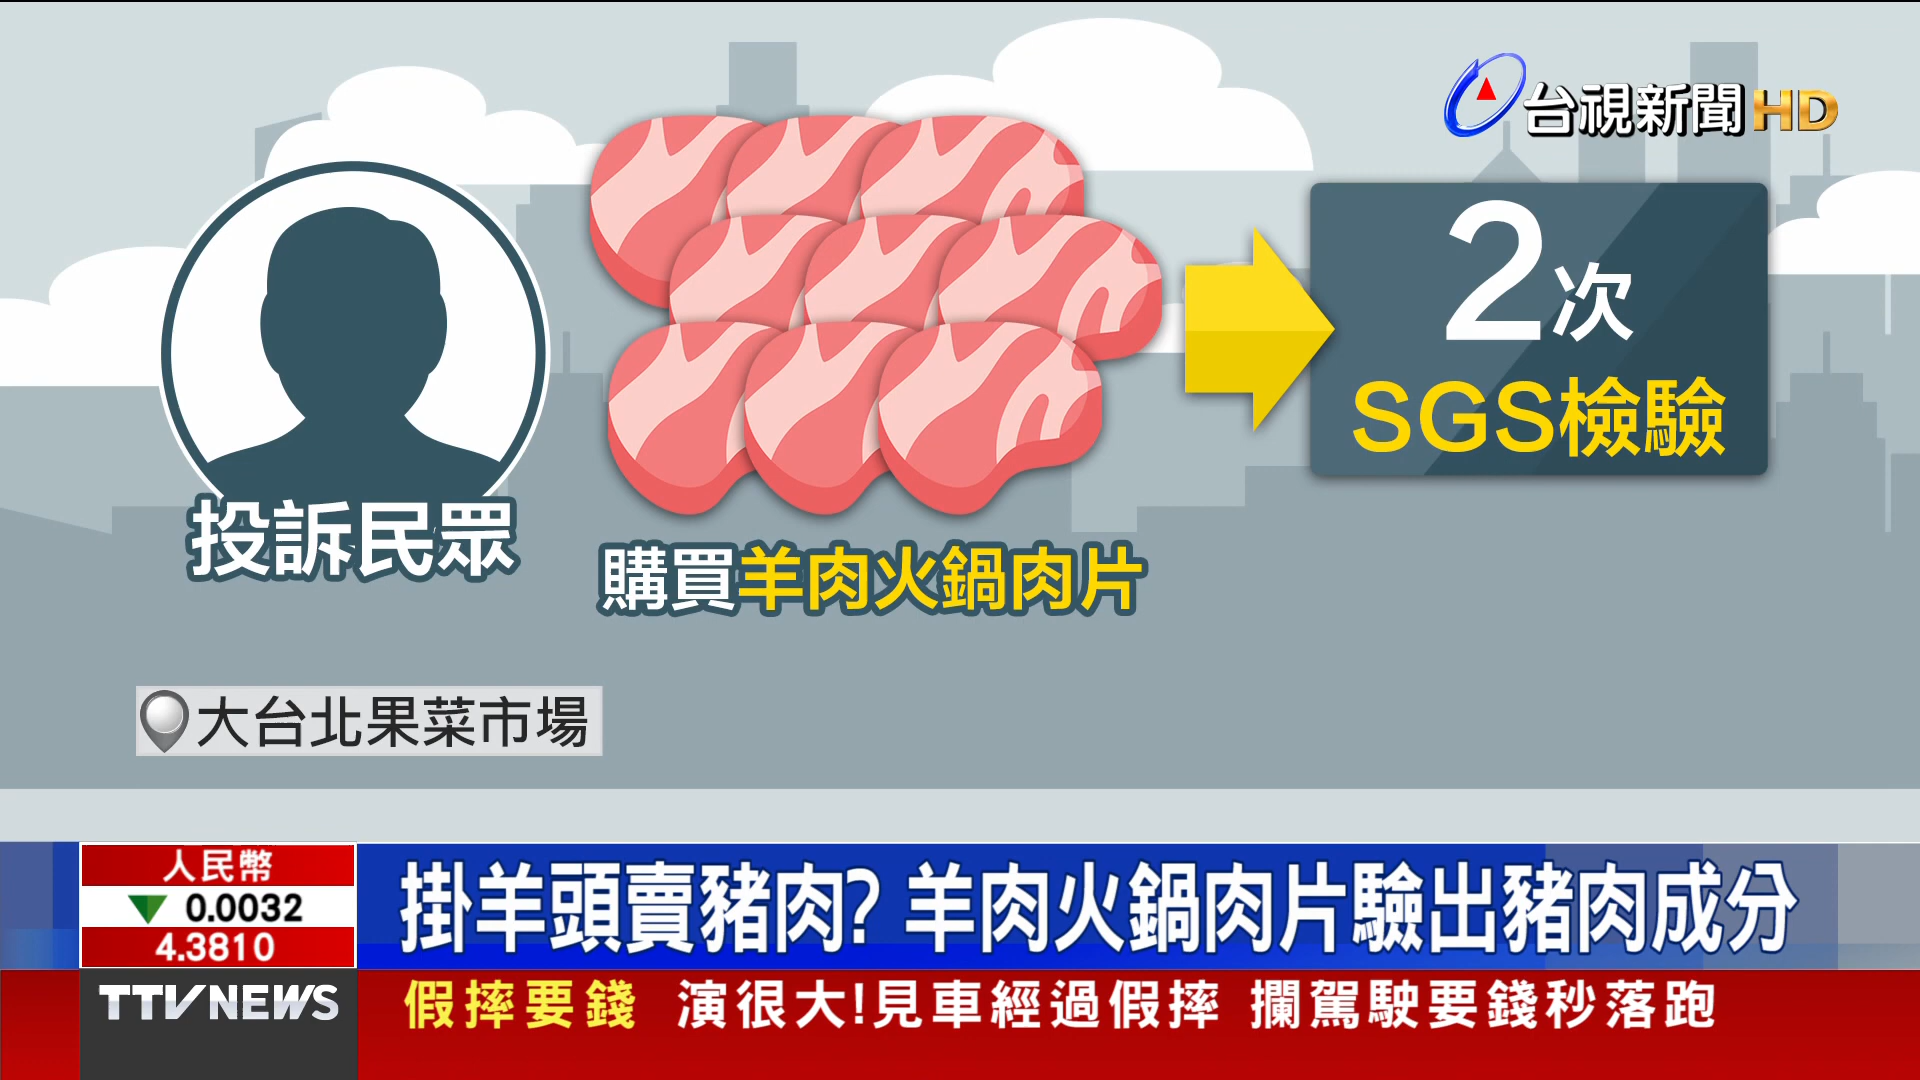 台視新聞HD
2次
SGS檢驗
投訴民眾
購買羊肉火鍋肉片
大台北果菜市場
人民幣
0.0032
4.3810
掛羊頭賣豬肉? 羊肉火鍋肉片驗出豬肉成分
TTV NEWS
假摔要錢 演很大!見車經過假摔 攔駕駛要錢秒落跑